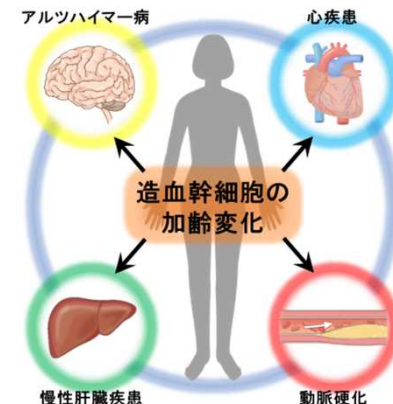 アルツハイマー病
心疾患
造血幹細胞の
加齢変化
慢性肝臓疾患
動脈硬化